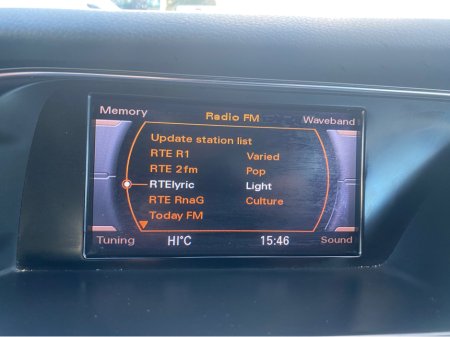 Memory Radio FM Waveband
Update station list
RTE R1 Varied
RTE 2fm Pop
RTElyric Light
RTE RnaG Culture
Today FM
Tuning HI°C 15:46 Sound